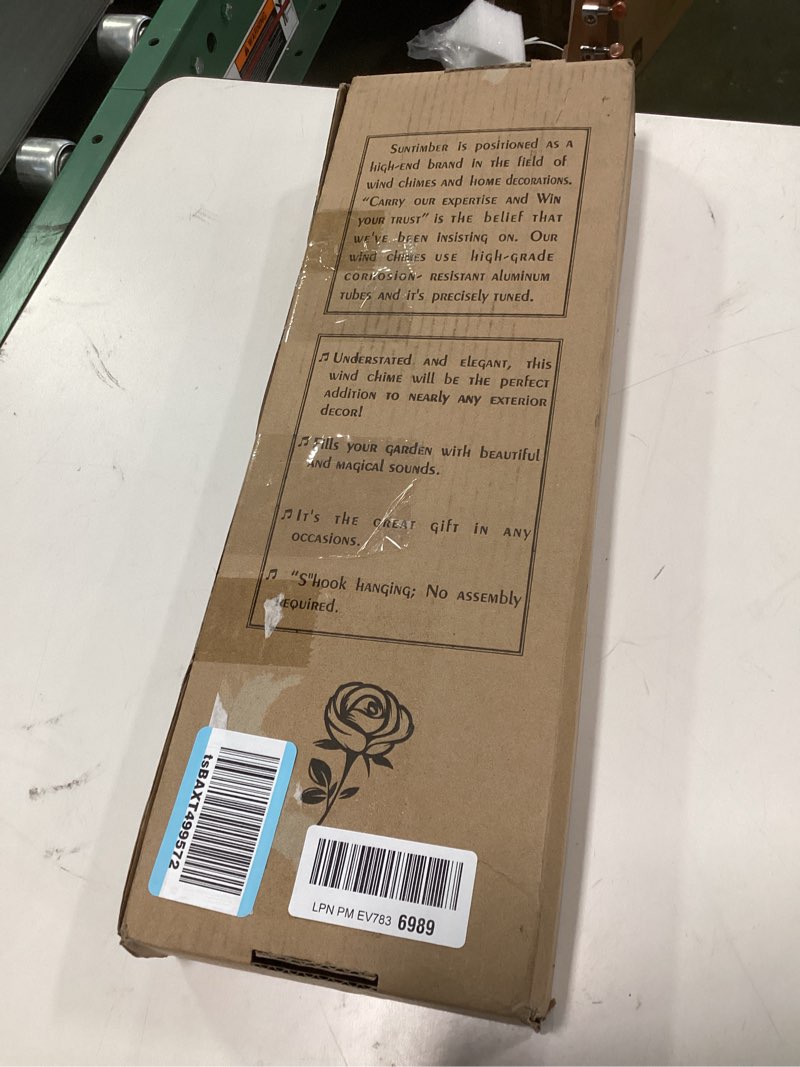 Suntimber is positioned as a
high-end brand in the field of
wind chimes and home decorations.
"Carry our expertise and Win
your trust" is the belief that
we've been insisting on. Our
wind chimes use high-grade
corrosion- resistant aluminum
tubes and it's precisely tuned.
♫ Understated and elegant, this
wind chime will be the perfect
addition to nearly any exterior
decor!
♫ Fills your garden with beautiful
and magical sounds.
♫ It's the great gift in any
occasions.
♫ "S"hook hanging; No assembly
required.
tsBAXT499572
LPN PM EV783 6989